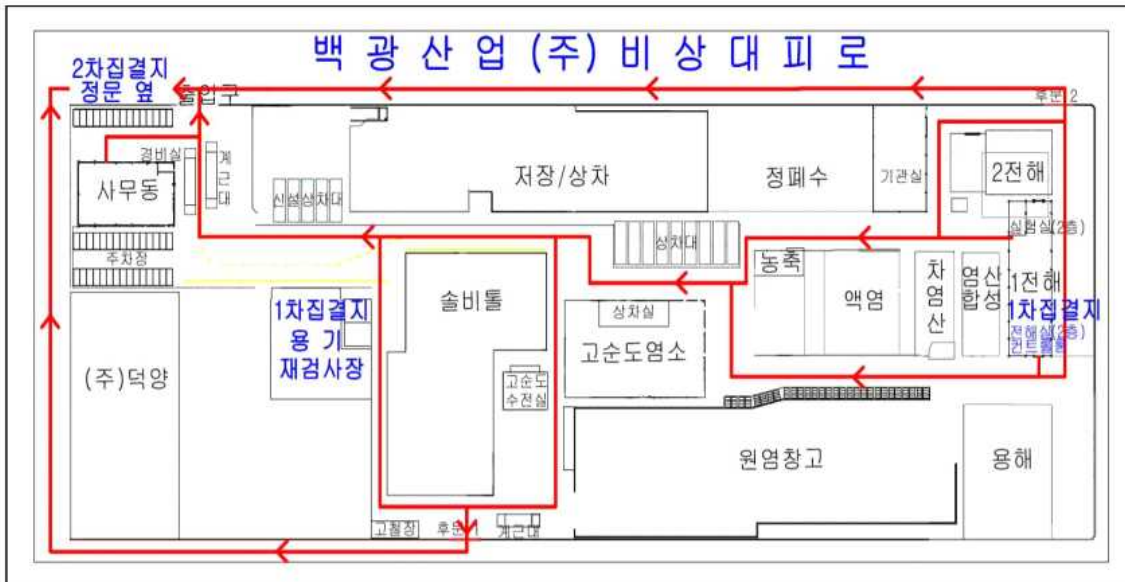 백광산업(주)비상대피로
2차집결지
정문 옆
출입구
후문 2
경비실
계근대
사무동
신설상차대
저장/상차
정폐수
기관실
2전해
실험실(2층)
주차장
상차대
농축
액염
차염산
염산합성
1전해
1차집결지
전해실(2층)
컨트롤룸
1차집결지
용 기
재검사장
솔비톨
상차실
고순도염소
고순도
수전실
(주)덕양
원염창고
용해
고철장
후문 1
계근대